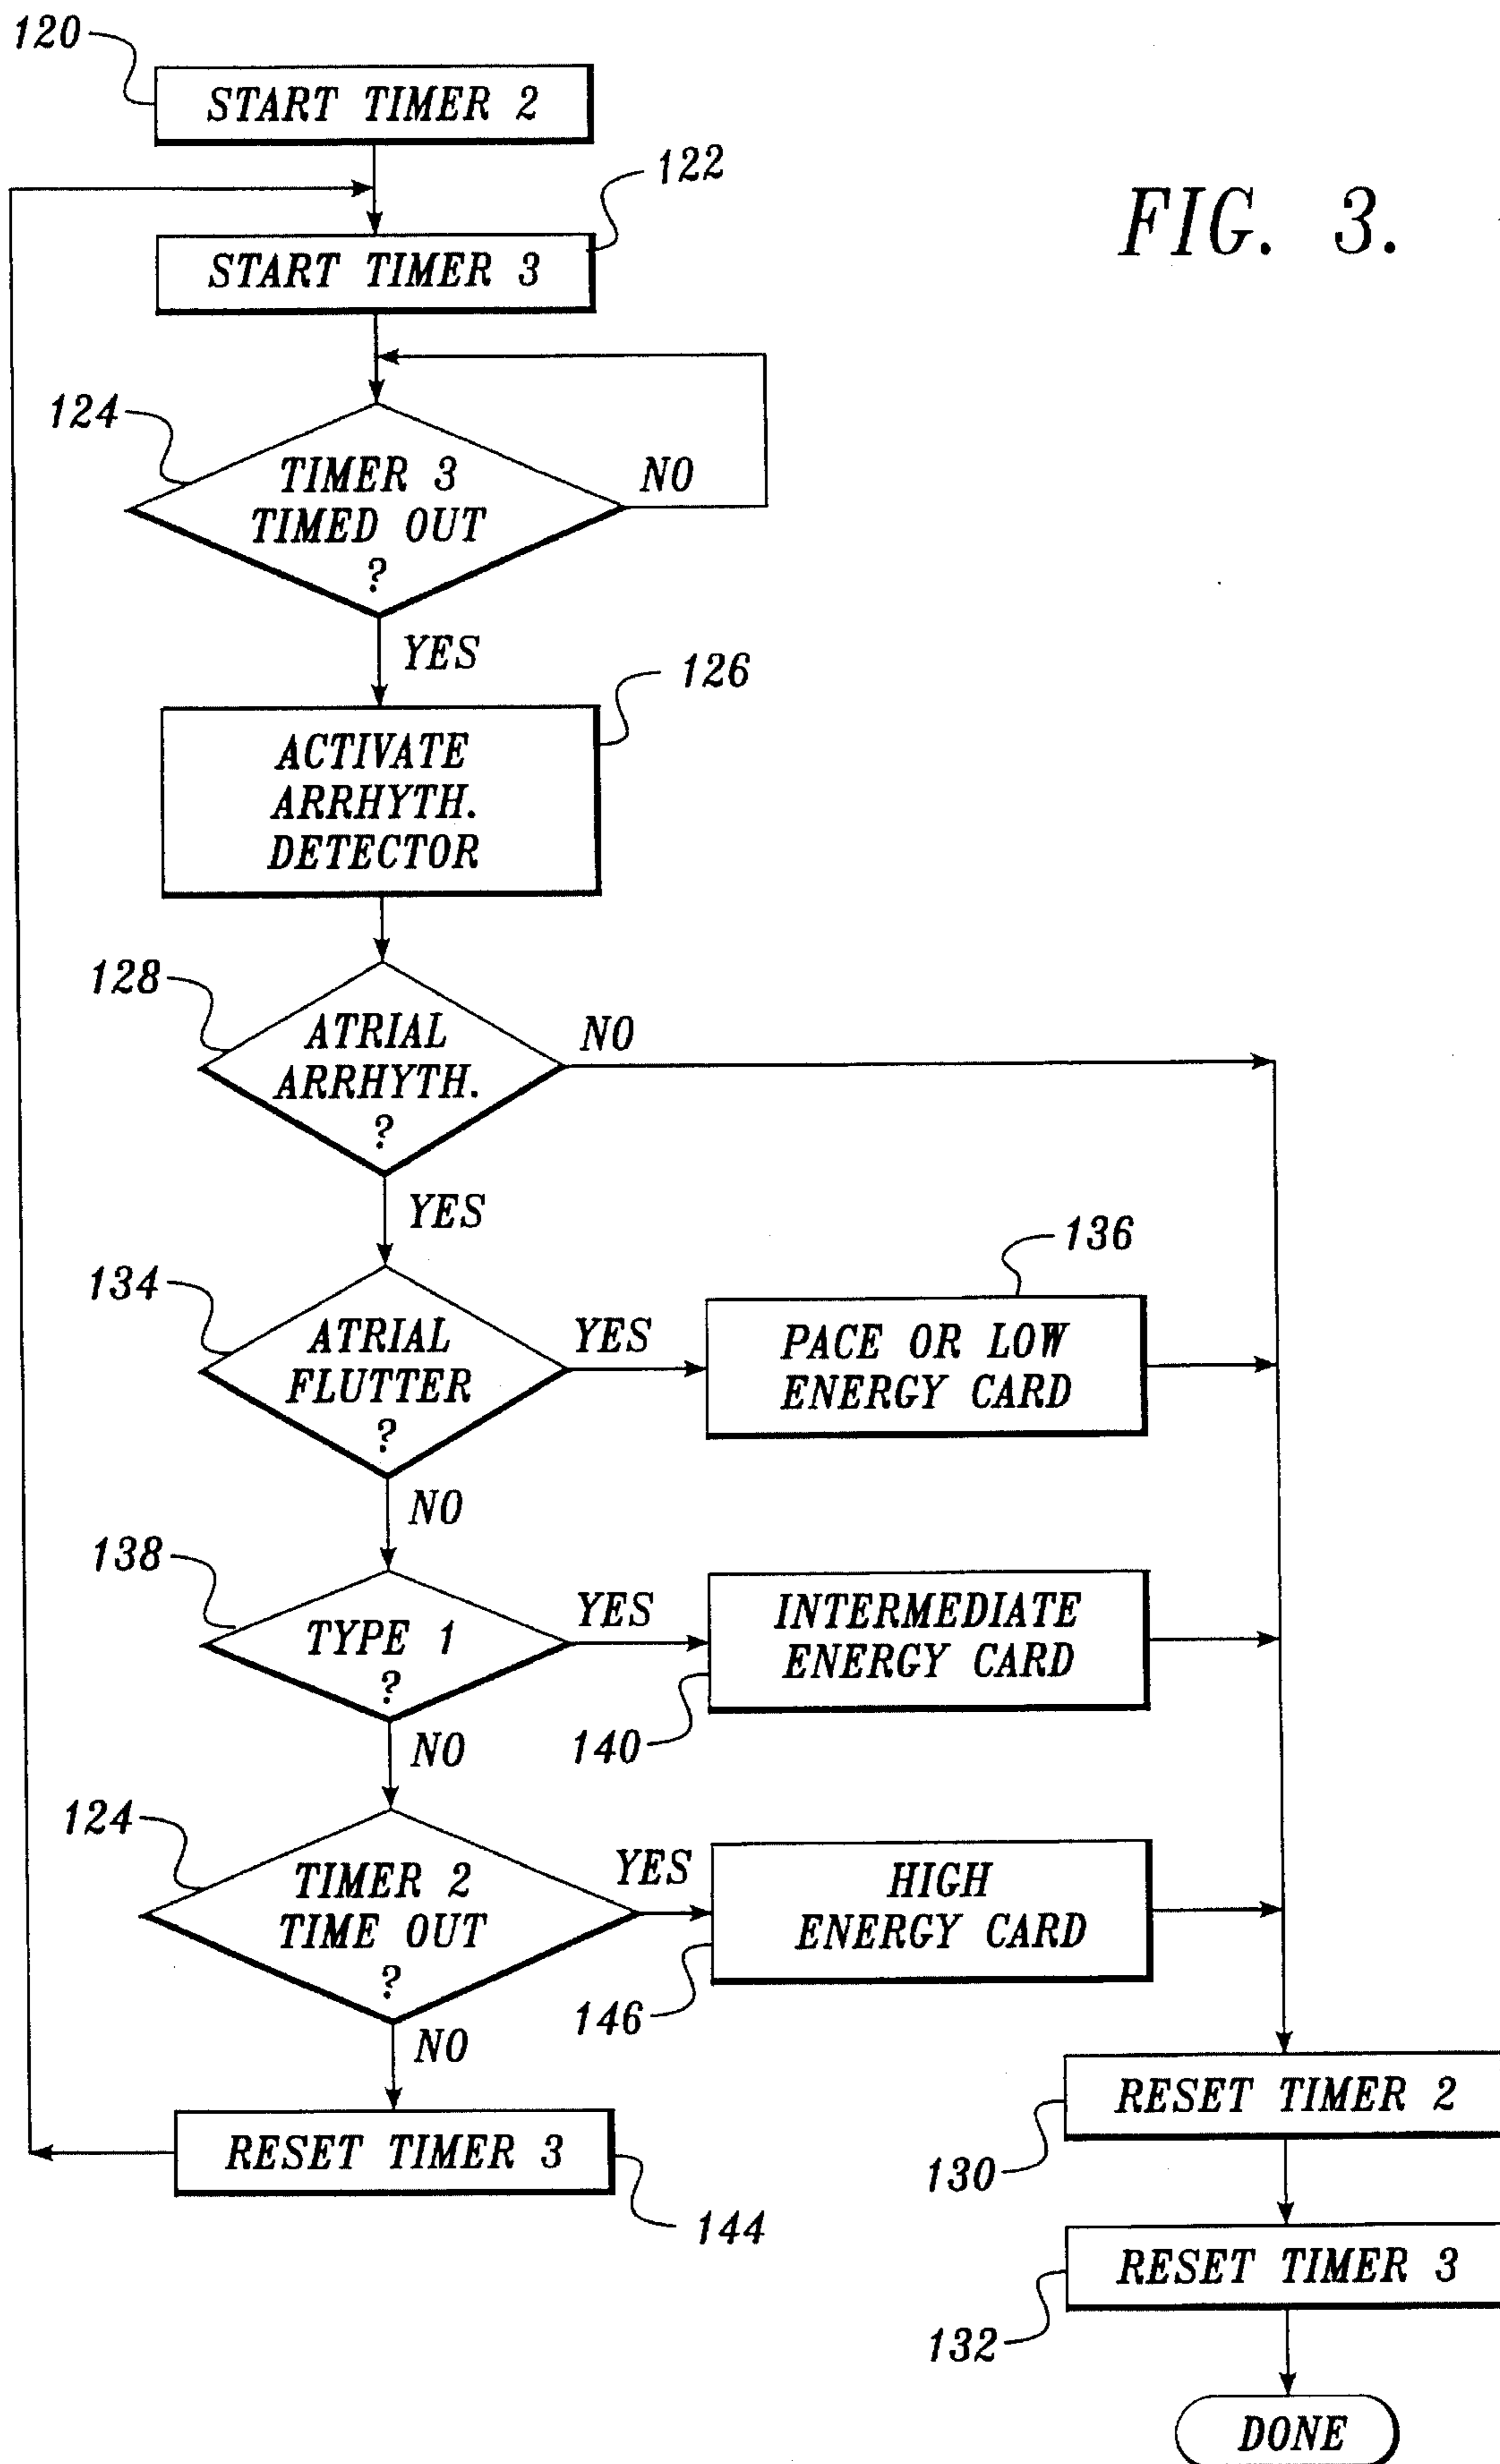 120
START TIMER 2
122
FIG. 3.
START TIMER 3
124
TIMER 3
TIMED OUT
?
NO
YES
126
ACTIVATE
ARRHYTH.
DETECTOR
128
ATRIAL
ARRHYTH.
?
NO
YES
136
134
ATRIAL
FLUTTER
?
YES
PACE OR LOW
ENERGY CARD
NO
138
TYPE 1
?
YES
INTERMEDIATE
ENERGY CARD
140
NO
124
TIMER 2
TIME OUT
?
YES
HIGH
ENERGY CARD
146
NO
RESET TIMER 3
144
RESET TIMER 2
130
RESET TIMER 3
132
DONE